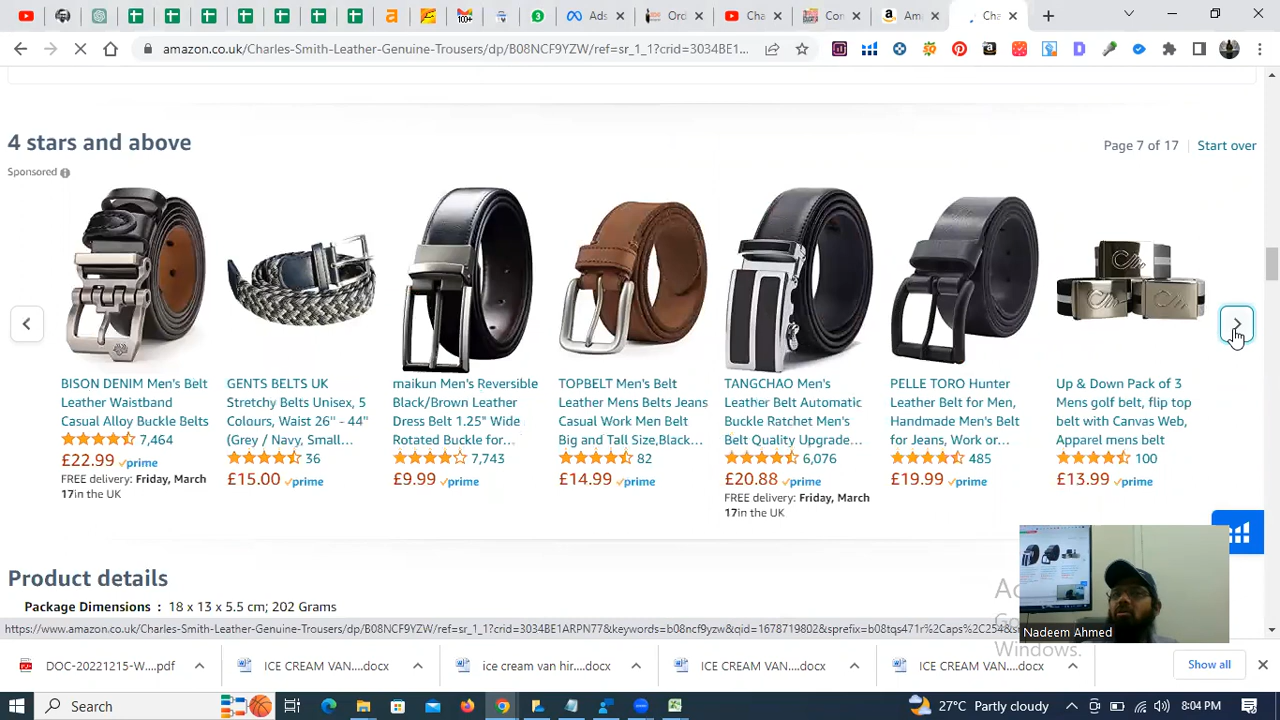 Ads
Ord
Cha
Con
Ama
Cha
amazon.co.uk/Charles-Smith-Leather-Genuine-Trousers/dp/B08NCF9YZW/ref=sr_1_1?crid=3034BE1...
4 stars and above
Page 7 of 17 | Start over
Sponsored
BISON DENIM Men's Belt
Leather Waistband
Casual Alloy Buckle Belts
7,464
£22.99 prime
FREE delivery: Friday, March
17in the UK
GENTS BELTS UK
Stretchy Belts Unisex, 5
Colours, Waist 26" - 44"
(Grey / Navy, Small...
36
£15.00 prime
maikun Men's Reversible
Black/Brown Leather
Dress Belt 1.25" Wide
Rotated Buckle for...
7,743
£9.99 prime
TOPBELT Men's Belt
Leather Mens Belts Jeans
Casual Work Men Belt
Big and Tall Size,Black...
82
£14.99 prime
TANGCHAO Men's
Leather Belt Automatic
Buckle Ratchet Men's
Belt Quality Upgrade...
6,076
£20.88 prime
FREE delivery: Friday, March
17in the UK
PELLE TORO Hunter
Leather Belt for Men,
Handmade Men's Belt
for Jeans, Work or...
485
£19.99 prime
Up & Down Pack of 3
Mens golf belt, flip top
belt with Canvas Web,
Apparel mens belt
100
£13.99 prime
Product details
Package Dimensions : 18 x 13 x 5.5 cm; 202 Grams
https://www.amazon.co.uk/Charles-Smith-Leather-Genuine-Trousers/dp/B08NCF9YZW/ref=sr_1_1?crid=3034BE1ARPN77&keywords=b08ncf9yzw&qid=1678719802&sprefix=b08tqs471r%2Caps%2C254&s
Windows.
Nadeem Ahmed
DOC-20221215-W....pdf
ICE CREAM VAN....docx
ice cream van hir....docx
ICE CREAM VAN....docx
ICE CREAM VAN....docx
Show all
Search
27°C Partly cloudy
8:04 PM